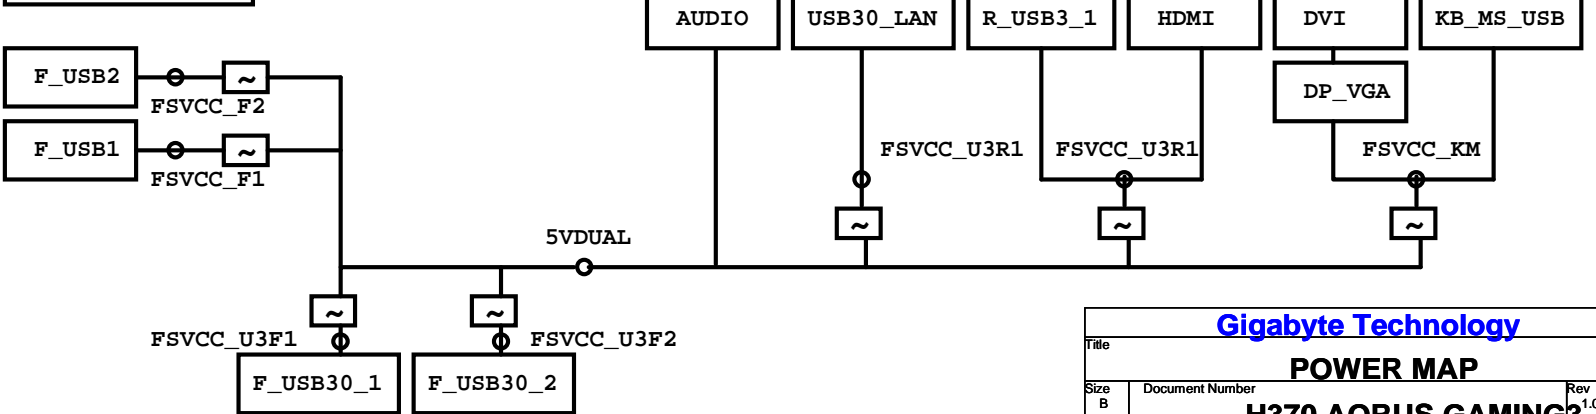 AUDIO USB30_LAN R_USB3_1 HDMI DVI KB_MS_USB
F_USB2 ~
FSVCC_F2
DP_VGA
F_USB1 ~
FSVCC_F1
FSVCC_U3R1 FSVCC_U3R1 FSVCC_KM
~ ~ ~
5VDUAL
~ ~
FSVCC_U3F1 FSVCC_U3F2
F_USB30_1 F_USB30_2
Gigabyte Technology
Title
POWER MAP
Size Document Number Rev
B